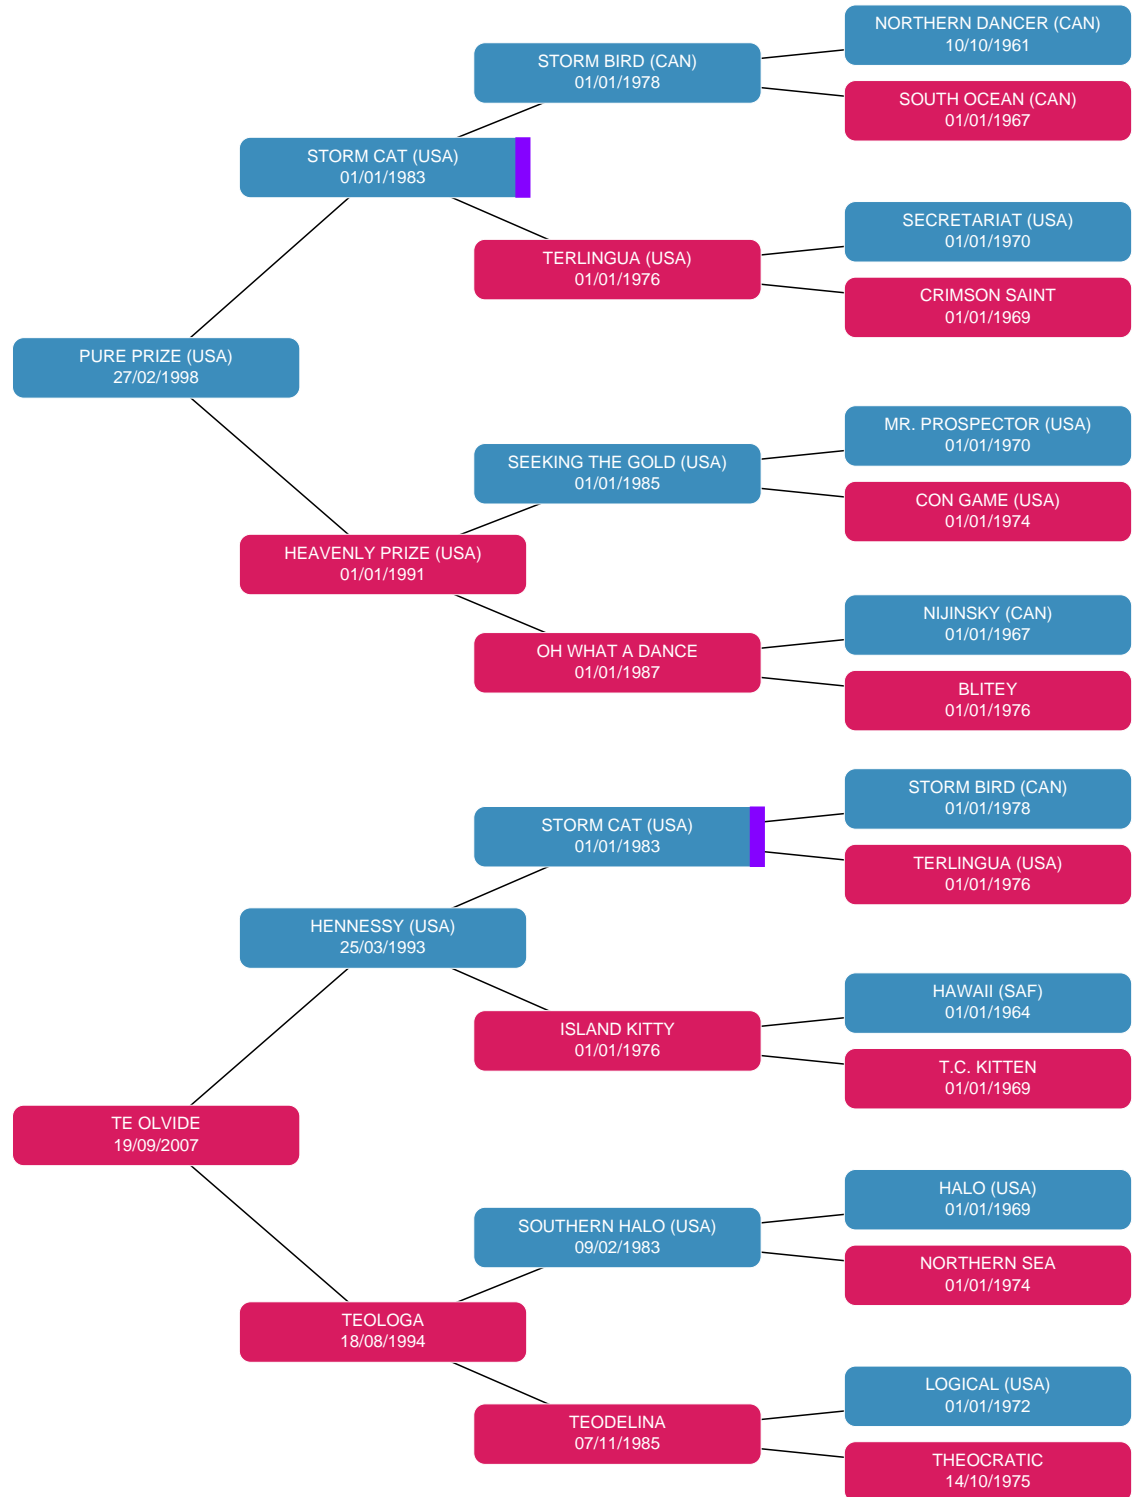 NORTHERN DANCER (CAN)
10/10/1961
STORM BIRD (CAN)
01/01/1978
SOUTH OCEAN (CAN)
01/01/1967
STORM CAT (USA)
01/01/1983
SECRETARIAT (USA)
01/01/1970
TERLINGUA (USA)
01/01/1976
CRIMSON SAINT
01/01/1969
PURE PRIZE (USA)
27/02/1998
MR. PROSPECTOR (USA)
01/01/1970
SEEKING THE GOLD (USA)
01/01/1985
CON GAME (USA)
01/01/1974
HEAVENLY PRIZE (USA)
01/01/1991
NIJINSKY (CAN)
01/01/1967
OH WHAT A DANCE
01/01/1987
BLITEY
01/01/1976
STORM BIRD (CAN)
01/01/1978
STORM CAT (USA)
01/01/1983
TERLINGUA (USA)
01/01/1976
HENNESSY (USA)
25/03/1993
HAWAII (SAF)
01/01/1964
ISLAND KITTY
01/01/1976
T.C. KITTEN
01/01/1969
TE OLVIDE
19/09/2007
HALO (USA)
01/01/1969
SOUTHERN HALO (USA)
09/02/1983
NORTHERN SEA
01/01/1974
TEOLOGA
18/08/1994
LOGICAL (USA)
01/01/1972
TEODELINA
07/11/1985
THEOCRATIC
14/10/1975